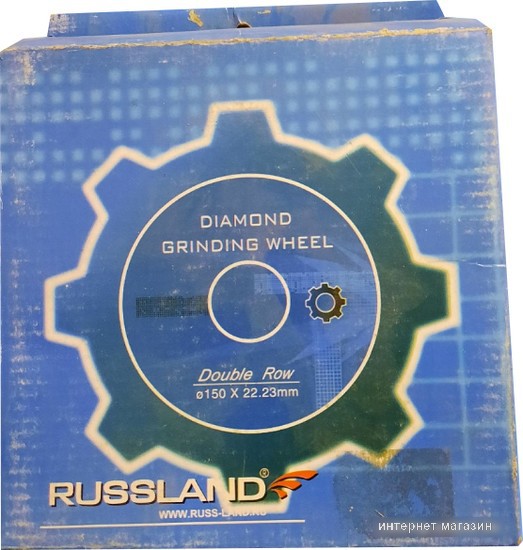 DIAMOND
GRINDING WHEEL
Double Row
ø150 X 22.23mm
RUSSLAND®
WWW.RUSS-LAND.RU
интернет магазин